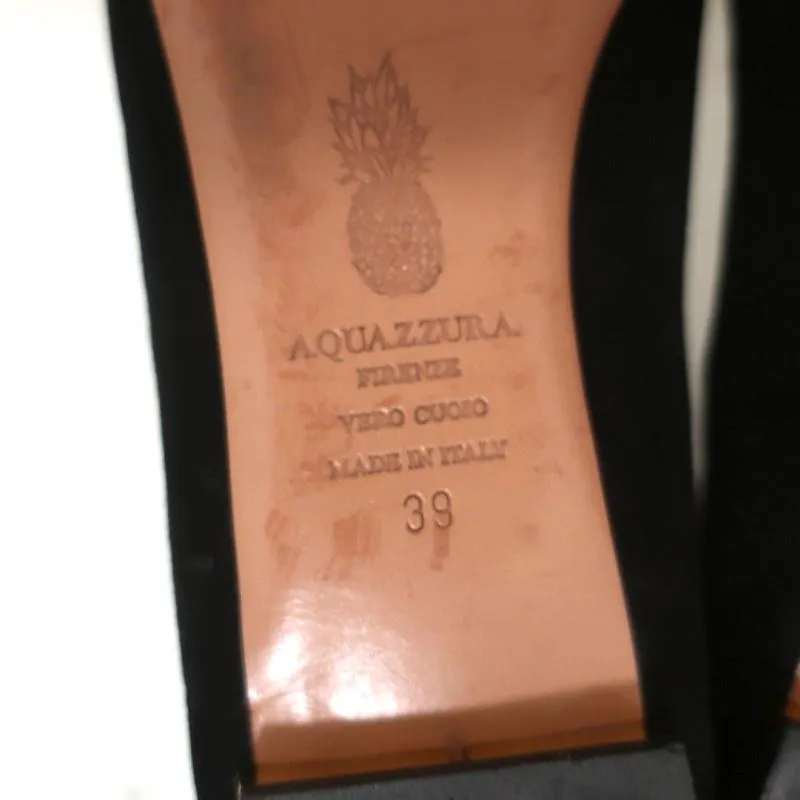 AQUAZZURA
FIRENZE
VERO CUOIO
MADE IN ITALY
39